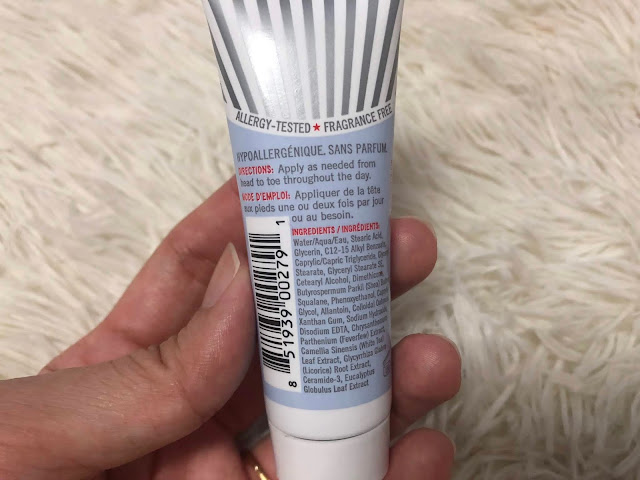 ALLERGY-TESTED ★ FRAGRANCE FREE
HYPOALLERGÉNIQUE. SANS PARFUM.
DIRECTIONS: Apply as needed from
head to toe throughout the day.
MODE D'EMPLOI: Appliquer de la tête
aux pieds une ou deux fois par jour
ou au besoin.
INGREDIENTS / INGRÉDIENTS:
Water/Aqua/Eau, Stearic Acid,
Glycerin, C12-15 Alkyl Benzoate,
Caprylic/Capric Triglyceride,
Stearate, Glyceryl Stearate SE,
Cetearyl Alcohol, Dimethicone,
Butyrospermum Parkii (Shea)
Squalane, Phenoxyethanol,
Glycol, Allantoin, Colloidal
Xanthan Gum, Sodium
Disodium EDTA, Chrysanthemum
Parthenium (Feverfew) Extract,
Camellia Sinensis (White Tea)
Leaf Extract, Glycyrrhiza Glabra
(Licorice) Root Extract,
Ceramide-3, Eucalyptus
Globulus Leaf Extract
8 51939 00279 1